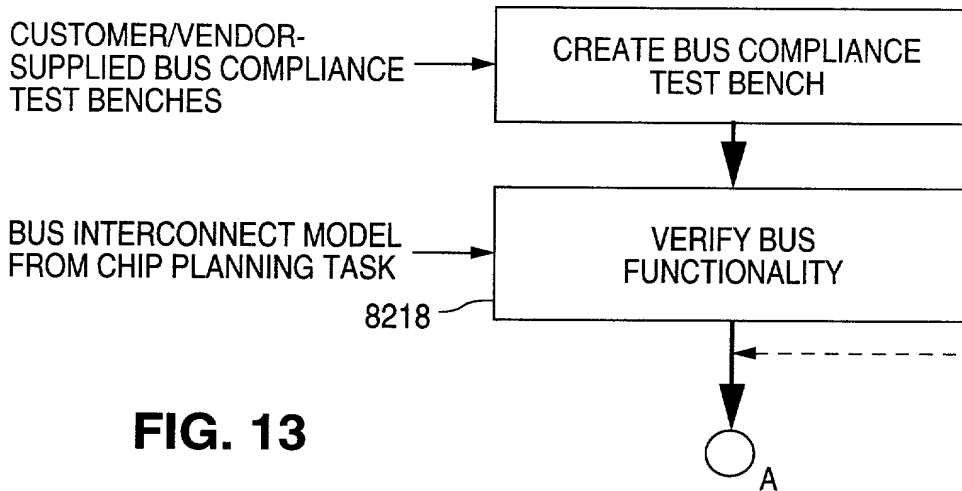 CUSTOMER/VENDOR-
SUPPLIED BUS COMPLIANCE
TEST BENCHES
CREATE BUS COMPLIANCE
TEST BENCH
BUS INTERCONNECT MODEL
FROM CHIP PLANNING TASK
8218
VERIFY BUS
FUNCTIONALITY
FIG. 13
A